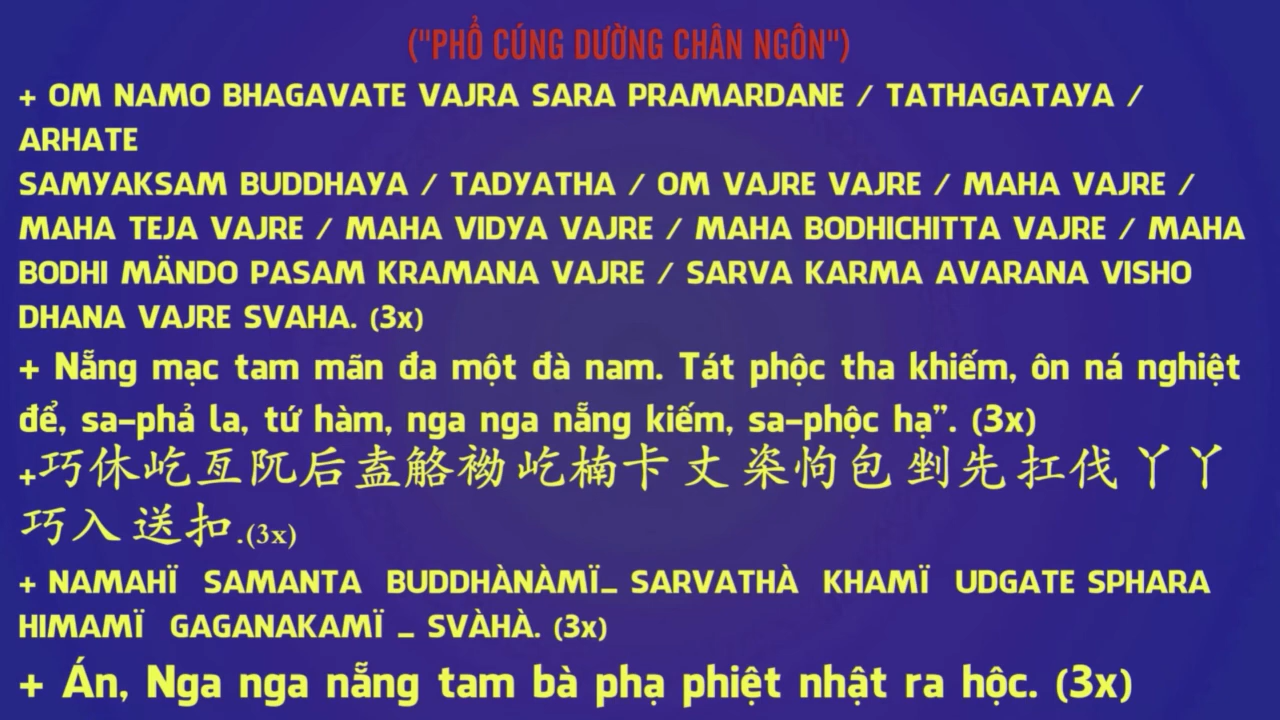 ("PHỔ CÚNG DƯỜNG CHÂN NGÔN")
+ OM NAMO BHAGAVATE VAJRA SARA PRAMARDANE / TATHAGATAYA /
ARHATE
SAMYAKSAM BUDDHAYA / TADYATHA / OM VAJRE VAJRE / MAHA VAJRE /
MAHA TEJA VAJRE / MAHA VIDYA VAJRE / MAHA BODHICHITTA VAJRE / MAHA
BODHI MÄNDO PASAM KRAMANA VAJRE / SARVA KARMA AVARANA VISHO
DHANA VAJRE SVAHA. (3x)
+ Nẵng mạc tam mãn đa một đà nam. Tát phộc tha khiếm, ôn ná nghiệt
để, sa-phả la, tứ hàm, nga nga nẵng kiếm, sa-phộc hạ”. (3x)
+巧休屹亙阢后盍觡衪屹楠卡 丈 楶怐包 剉先 扛伐 丫丫
巧入 送扣.(3x)
+ NAMAHÏ SAMANTA BUDDHÀNÀMÏ_ SARVATHÀ KHAMÏ UDGATE SPHARA
HIMAMÏ GAGANAKAMÏ _ SVÀHÀ. (3x)
+ Án, Nga nga nẵng tam bà phạ phiệt nhật ra hộc. (3x)